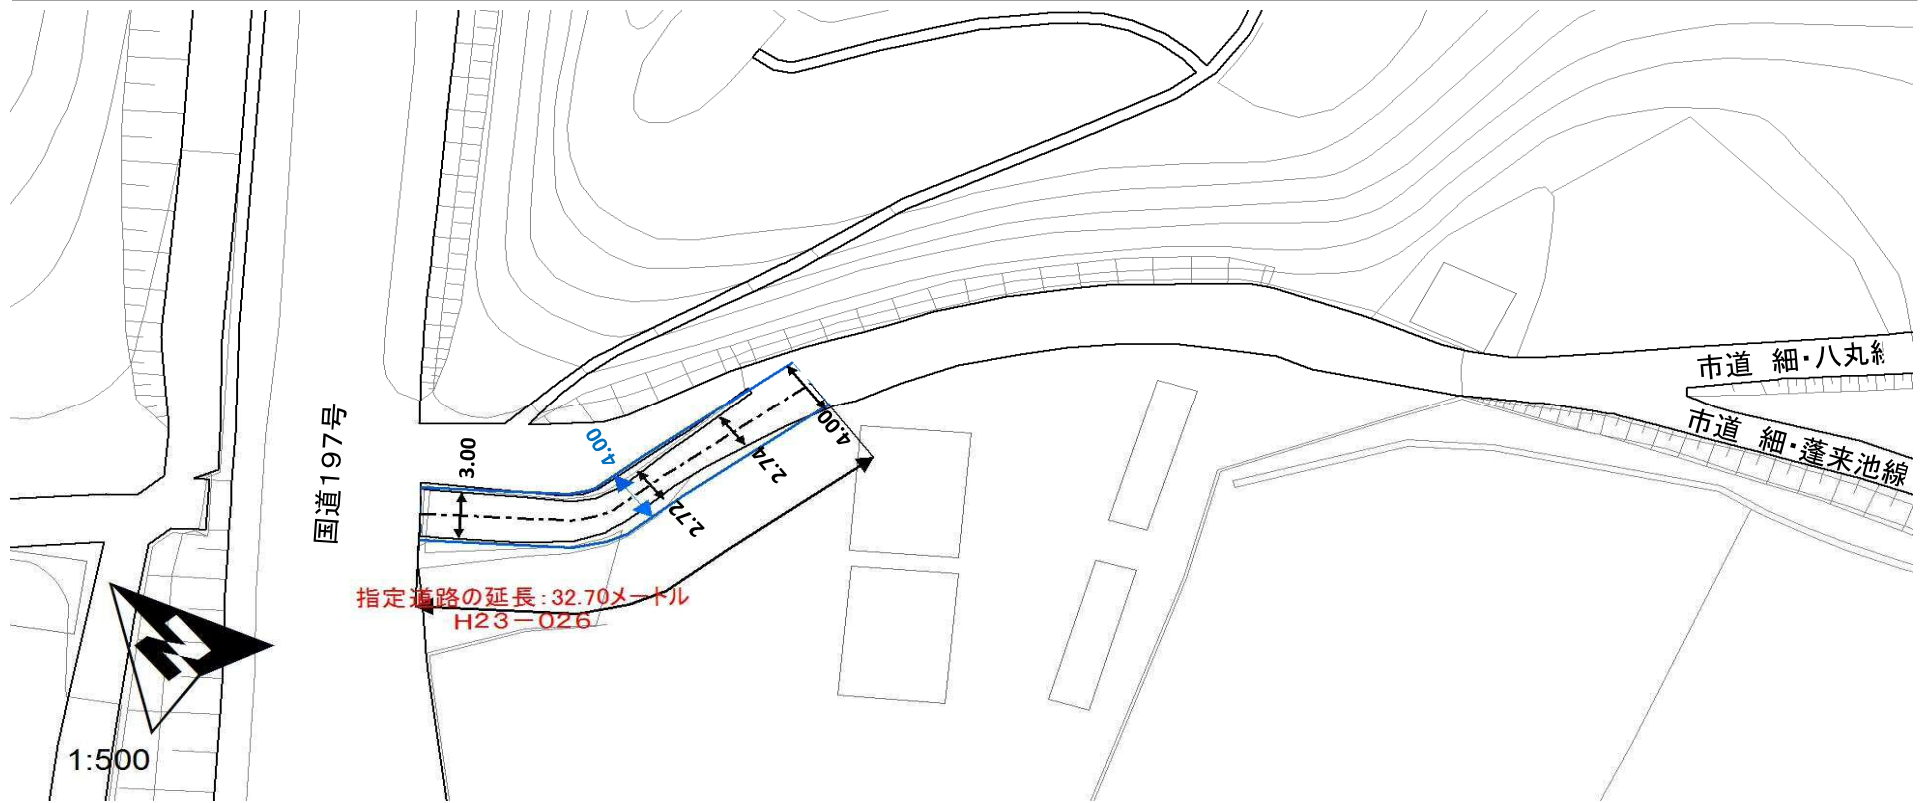 市道 細・八丸線
市道 細・蓬来池線
国道197号
3.00
4.00
4.00
2.74
2.72
指定道路の延長：32.70メートル
H23－026
N
1:500